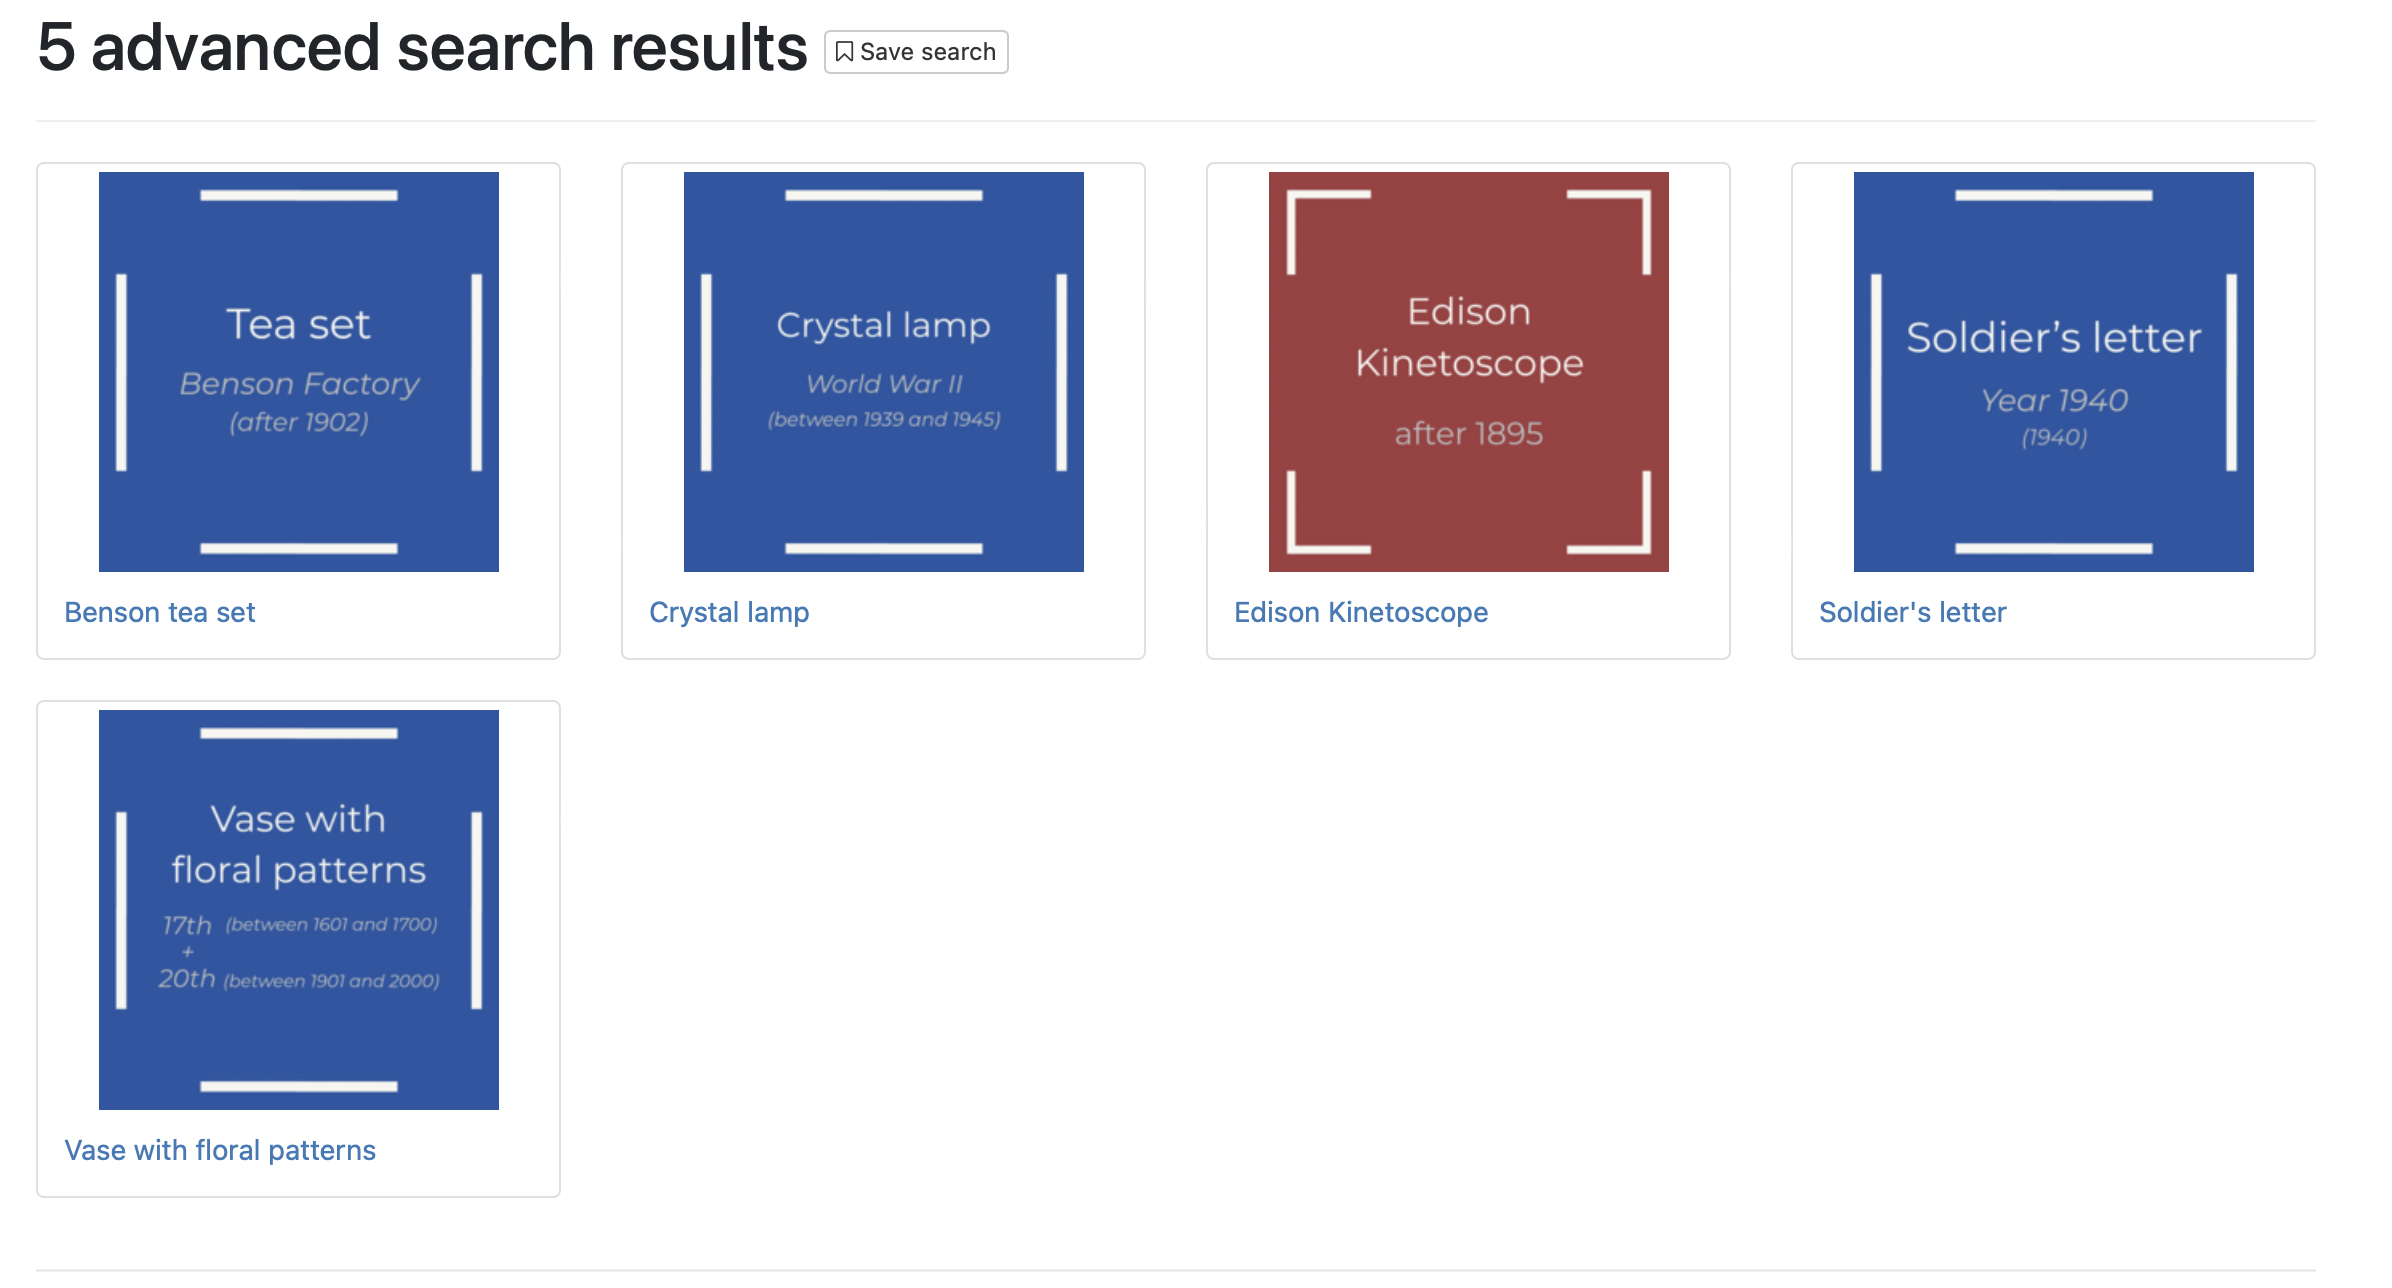 5 advanced search results
Save search
Tea set
Benson Factory
(after 1902)
Benson tea set
Crystal lamp
World War II
(between 1939 and 1945)
Crystal lamp
Edison
Kinetoscope
after 1895
Edison Kinetoscope
Soldier’s letter
Year 1940
(1940)
Soldier's letter
Vase with
floral patterns
17th (between 1601 and 1700)
+
20th (between 1901 and 2000)
Vase with floral patterns